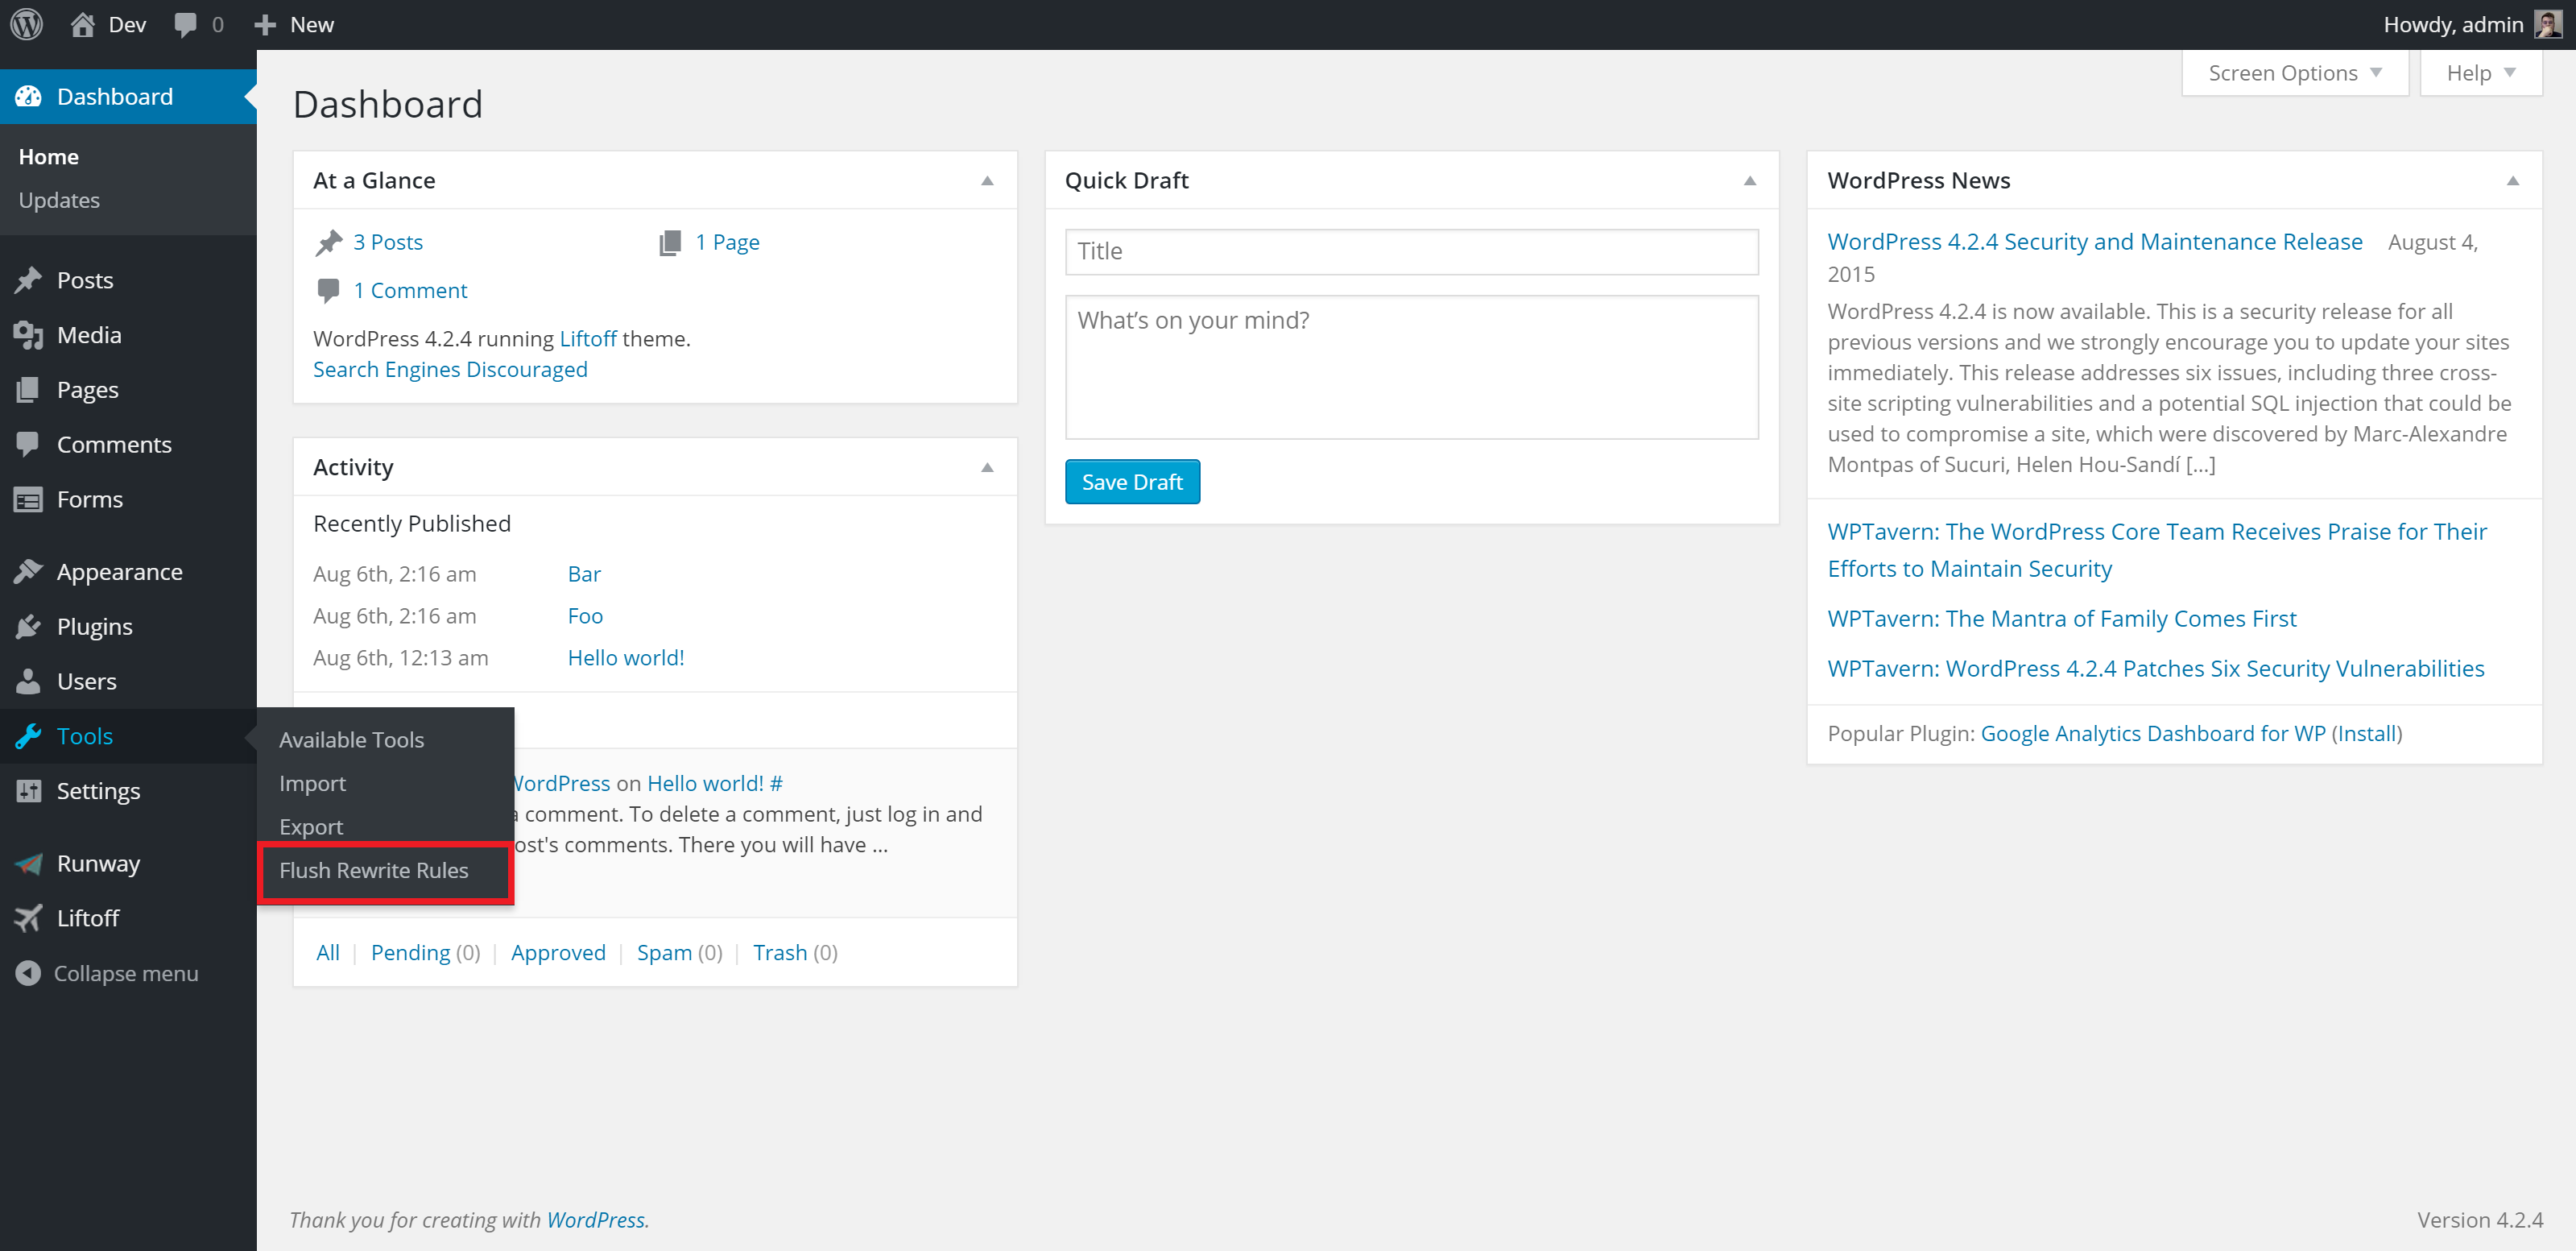 Dev
0
New
Howdy, admin
Dashboard
Home
Updates
Posts
Media
Pages
Comments
Forms
Appearance
Plugins
Users
Tools
Settings
Runway
Liftoff
Collapse menu
Available Tools
Import
Export
Flush Rewrite Rules
Screen Options
Help
Dashboard
At a Glance
3 Posts
1 Page
1 Comment
WordPress 4.2.4 running Liftoff theme.
Search Engines Discouraged
Activity
Recently Published
Aug 6th, 2:16 am Bar
Aug 6th, 2:16 am Foo
Aug 6th, 12:13 am Hello world!
WordPress on Hello world! #
a comment. To delete a comment, just log in and
ost's comments. There you will have ...
All | Pending (0) | Approved | Spam (0) | Trash (0)
Quick Draft
Title
What’s on your mind?
Save Draft
WordPress News
WordPress 4.2.4 Security and Maintenance Release August 4,
2015
WordPress 4.2.4 is now available. This is a security release for all
previous versions and we strongly encourage you to update your sites
immediately. This release addresses six issues, including three cross-
site scripting vulnerabilities and a potential SQL injection that could be
used to compromise a site, which were discovered by Marc-Alexandre
Montpas of Sucuri, Helen Hou-Sandí […]
WPTavern: The WordPress Core Team Receives Praise for Their
Efforts to Maintain Security
WPTavern: The Mantra of Family Comes First
WPTavern: WordPress 4.2.4 Patches Six Security Vulnerabilities
Popular Plugin: Google Analytics Dashboard for WP (Install)
Thank you for creating with WordPress.
Version 4.2.4